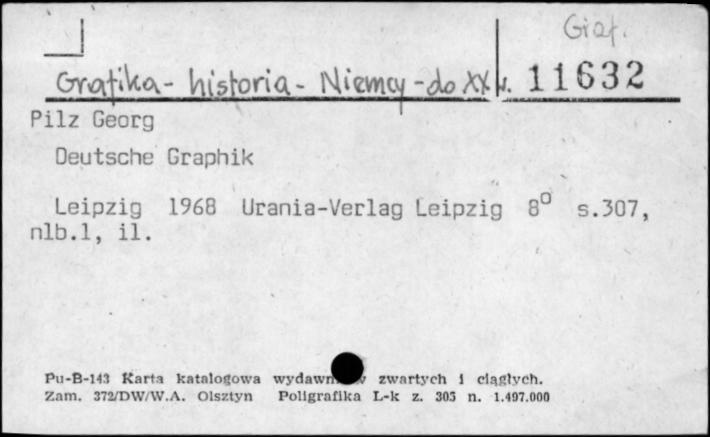 Graf.
Grafika - historia - Niemcy - do XX w. 11632
Pilz Georg
Deutsche Graphik
Leipzig 1968 Urania-Verlag Leipzig 8° s.307,
nlb.1, il.
Pu-B-143 Karta katalogowa zwartych i ciągłych.
Zam. 372/DW/W.A. Olsztyn Poligrafika L-k z. 305 n. 1.497.000